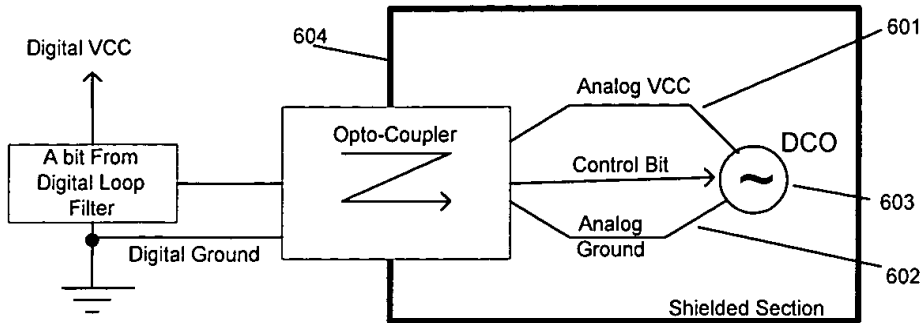 604
601
Digital VCC
Analog VCC
Opto-Coupler
DCO
A bit From
Digital Loop
Filter
Control Bit
603
Digital Ground
Analog
Ground
602
Shielded Section